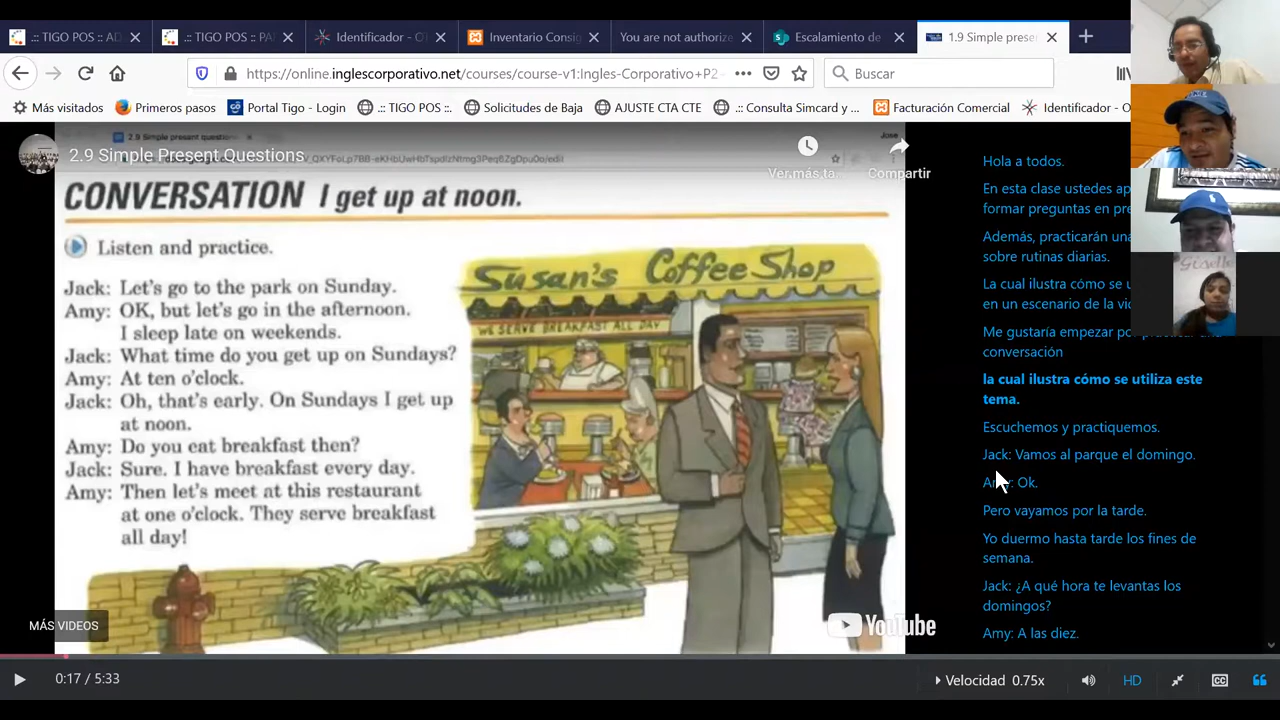 .:: TIGO POS ::. AD
.:: TIGO POS ::. PA
Identificador - OT
Inventario Consig
You are not authoriz
Escalamiento de
1.9 Simple prese
https://online.inglescorporativo.net/courses/course-v1:Ingles-Corporativo+P2
Buscar
Más visitados
Primeros pasos
Portal Tigo - Login
.:: TIGO POS ::.
Solicitudes de Baja
AJUSTE CTA CTE
.:: Consulta Simcard y ...
Facturación Comercial
Identificador - O
2.9 Simple present questi
Jose
2.9 Simple Present Questions
Ver más ta...
Compartir
CONVERSATION I get up at noon.
Listen and practice.
Jack: Let's go to the park on Sunday.
Amy: OK, but let's go in the afternoon.
I sleep late on weekends.
Jack: What time do you get up on Sundays?
Amy: At ten o'clock.
Jack: Oh, that's early. On Sundays I get up
at noon.
Amy: Do you eat breakfast then?
Jack: Sure. I have breakfast every day.
Amy: Then let's meet at this restaurant
at one o'clock. They serve breakfast
all day!
Susan's Coffee Shop
WE SERVE BREAKFAST ALL DAY
MÁS VIDEOS
YouTube
Hola a todos.
En esta clase ustedes ap
formar preguntas en pre
Además, practicarán una
sobre rutinas diarias.
La cual ilustra cómo se u
en un escenario de la vid
Me gustaría empezar por practicar una
conversación
la cual ilustra cómo se utiliza este
tema.
Escuchemos y practiquemos.
Jack: Vamos al parque el domingo.
Amy: Ok.
Pero vayamos por la tarde.
Yo duermo hasta tarde los fines de
semana.
Jack: ¿A qué hora te levantas los
domingos?
Amy: A las diez.
Giselle
0:17 / 5:33
Velocidad 0.75x
HD